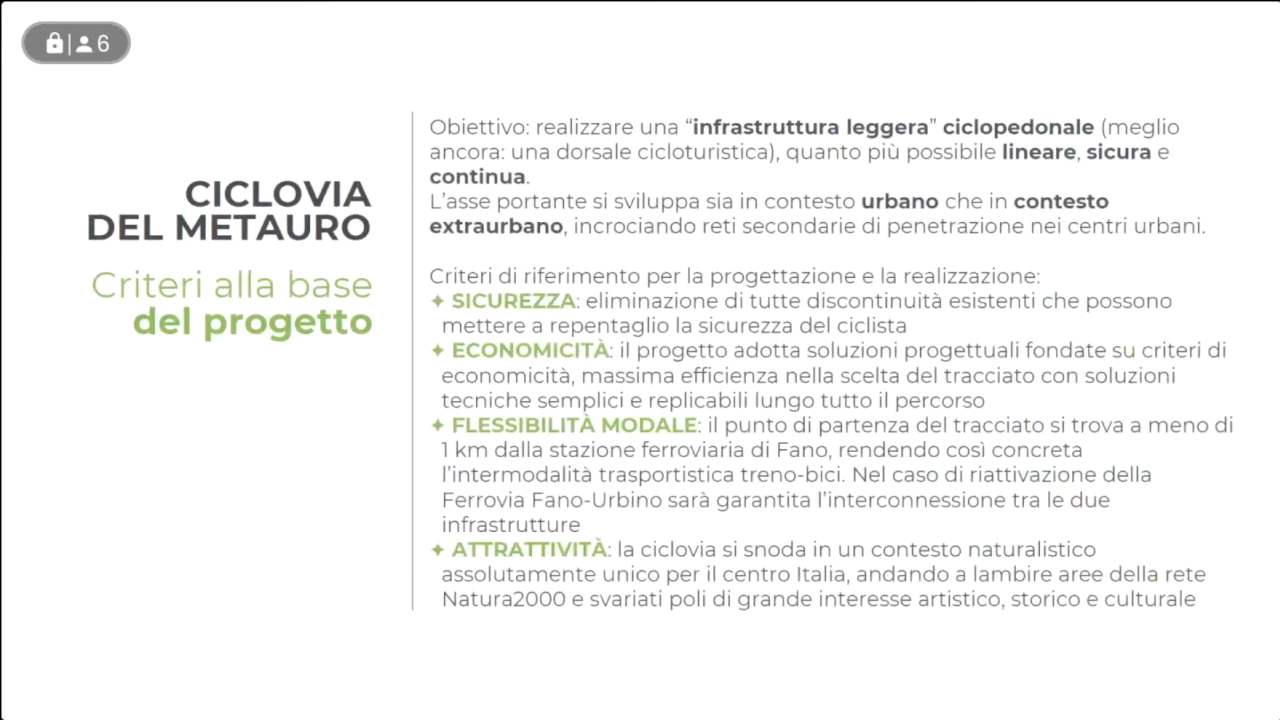 6
CICLOVIA
DEL METAURO
Criteri alla base
del progetto
Obiettivo: realizzare una “infrastruttura leggera” ciclopedonale (meglio
ancora: una dorsale cicloturistica), quanto più possibile lineare, sicura e
continua.
L’asse portante si sviluppa sia in contesto urbano che in contesto
extraurbano, incrociando reti secondarie di penetrazione nei centri urbani.
Criteri di riferimento per la progettazione e la realizzazione:
✦ SICUREZZA: eliminazione di tutte discontinuità esistenti che possono
mettere a repentaglio la sicurezza del ciclista
✦ ECONOMICITÀ: il progetto adotta soluzioni progettuali fondate su criteri di
economicità, massima efficienza nella scelta del tracciato con soluzioni
tecniche semplici e replicabili lungo tutto il percorso
✦ FLESSIBILITÀ MODALE: il punto di partenza del tracciato si trova a meno di
1 km dalla stazione ferroviaria di Fano, rendendo così concreta
l’intermodalità trasportistica treno-bici. Nel caso di riattivazione della
Ferrovia Fano-Urbino sarà garantita l’interconnessione tra le due
infrastrutture
✦ ATTRATTIVITÀ: la ciclovia si snoda in un contesto naturalistico
assolutamente unico per il centro Italia, andando a lambire aree della rete
Natura2000 e svariati poli di grande interesse artistico, storico e culturale